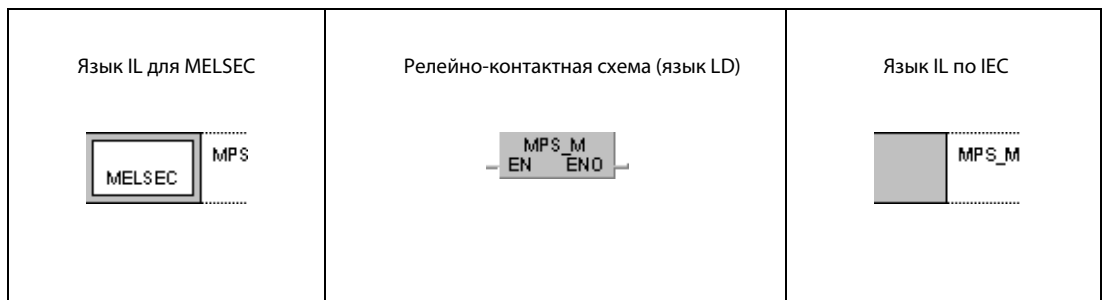 Язык IL для MELSEC
MELSEC
MPS
Релейно-контактная схема (язык LD)
MPS_M
EN ENO
Язык IL по IEC
MPS_M